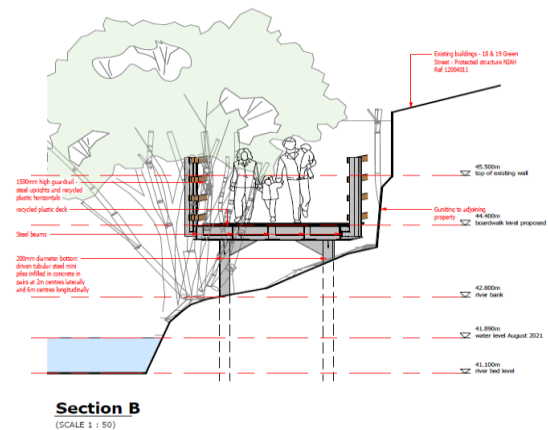 Existing buildings - 18 & 19 Green
Street - Protected structure NIAH
Ref 12004011
45.500m
top of existing wall
1500mm high guardrail -
steel uprights and recycled
plastic horizontals
recycled plastic deck
Gunitno to adjoining
property
44.400m
boardwalk level proposed
Steel beams
200mm diameter bottom
driven tubular steel mini
piles infilled in concrete in
pairs at 2m centres laterally
and 6m centres longitudinally
42.800m
river bank
41.890m
water level August 2021
41.100m
river bed level
Section B
(SCALE 1 : 50)